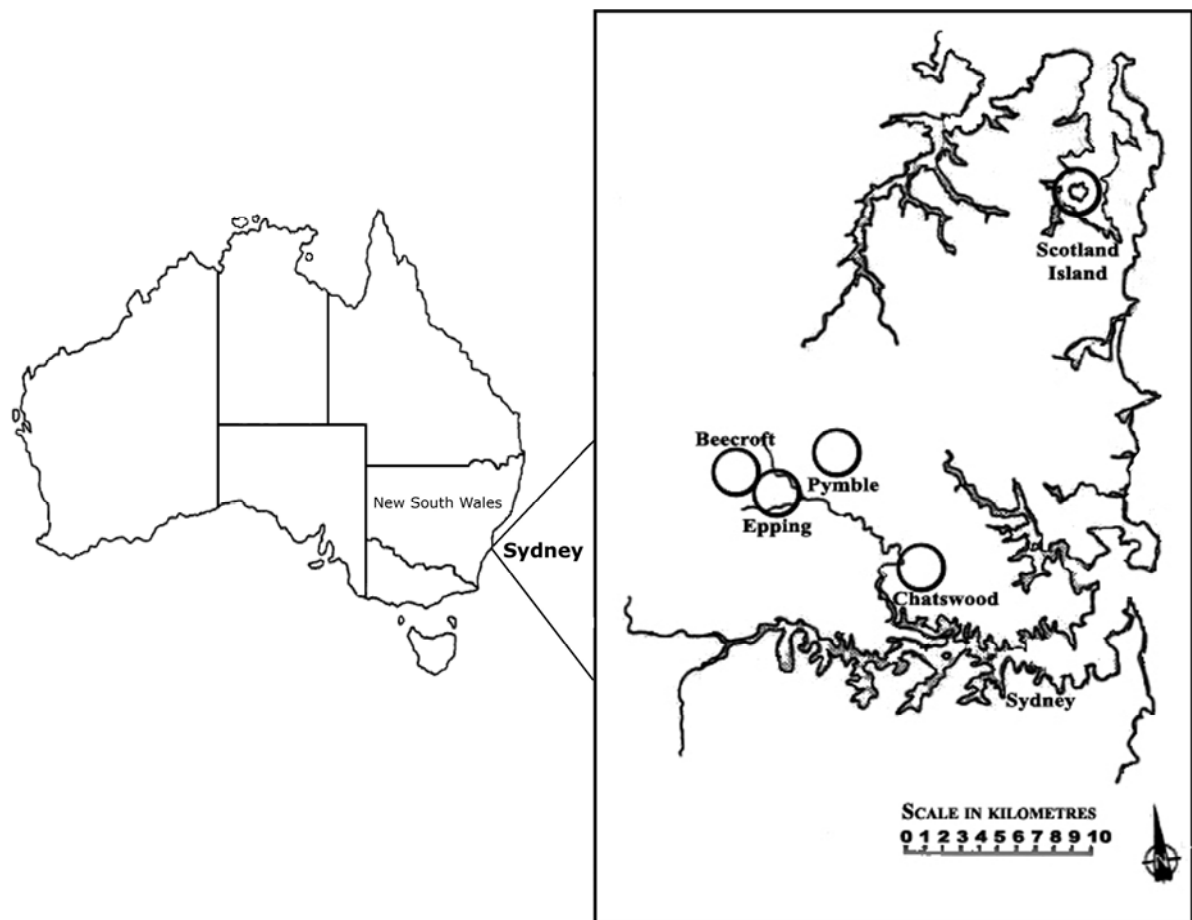 New South Wales
Sydney
Scotland
Island
Beecroft
Pymble
Epping
Chatswood
Sydney
SCALE IN KILOMETRES
0 1 2 3 4 5 6 7 8 9 10
N